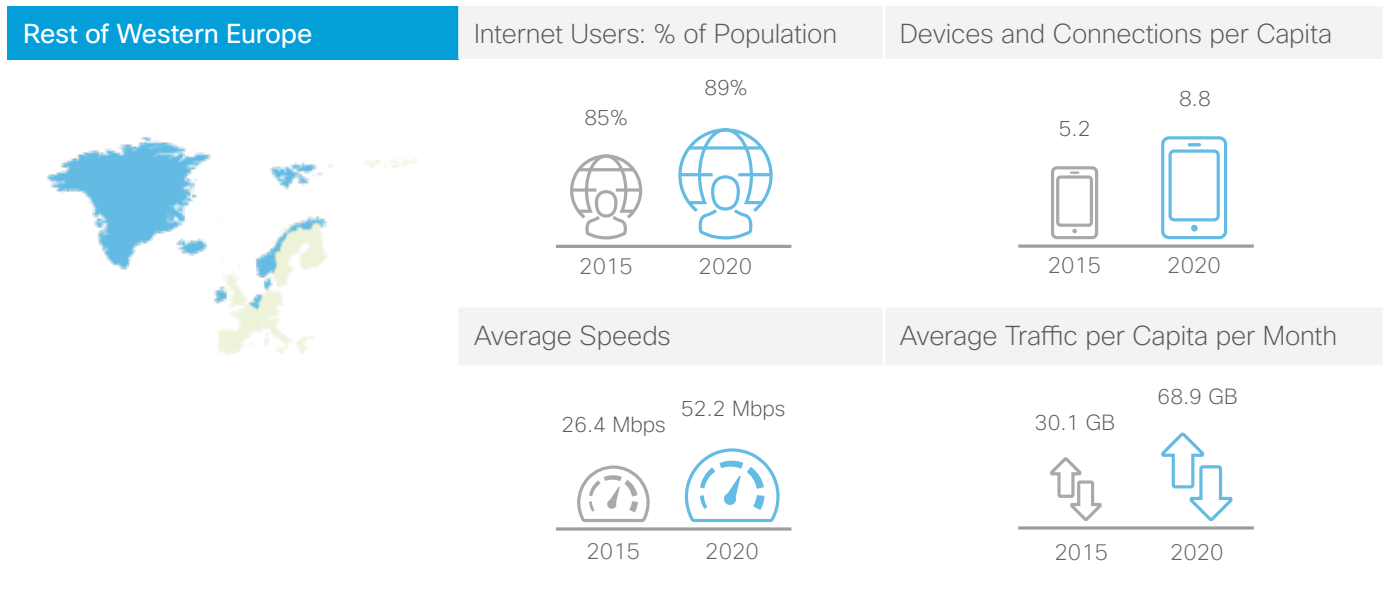 Rest of Western Europe
Internet Users: % of Population
85%
89%
2015
2020
Devices and Connections per Capita
5.2
8.8
2015
2020
Average Speeds
26.4 Mbps
52.2 Mbps
2015
2020
Average Traffic per Capita per Month
30.1 GB
68.9 GB
2015
2020